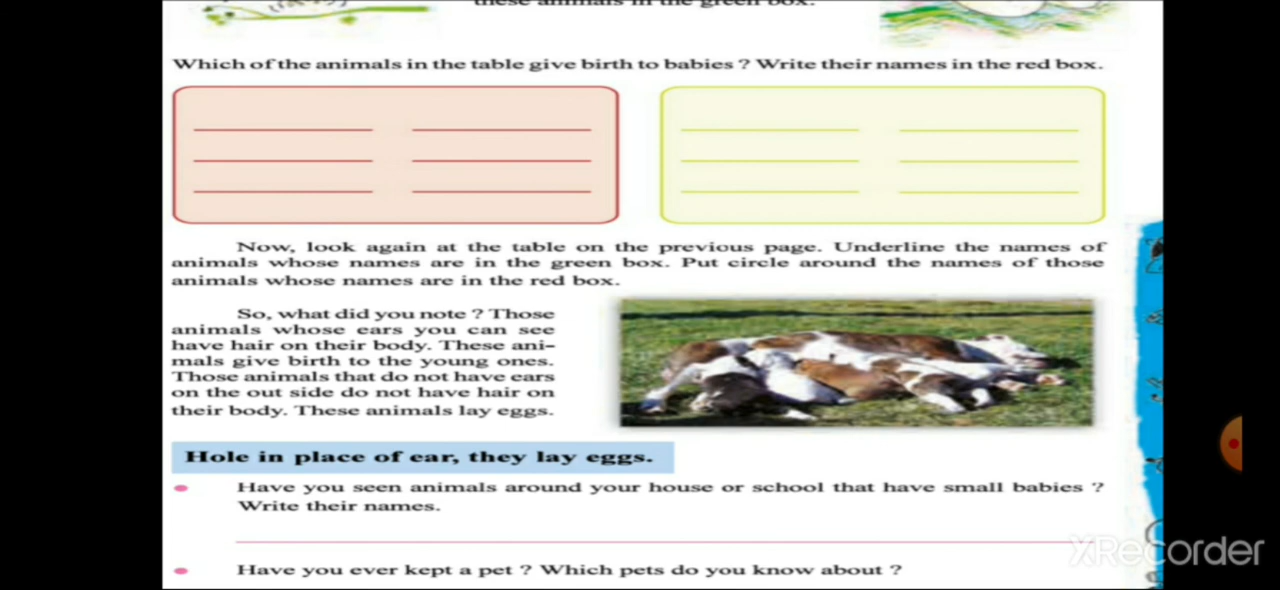 these animals in the green box.
Which of the animals in the table give birth to babies ? Write their names in the red box.
Now, look again at the table on the previous page. Underline the names of
animals whose names are in the green box. Put circle around the names of those
animals whose names are in the red box.
So, what did you note ? Those
animals whose ears you can see
have hair on their body. These ani-
mals give birth to the young ones.
Those animals that do not have ears
on the out side do not have hair on
their body. These animals lay eggs.
Hole in place of ear, they lay eggs.
Have you seen animals around your house or school that have small babies ?
Write their names.
Have you ever kept a pet ? Which pets do you know about ?
XRecorder